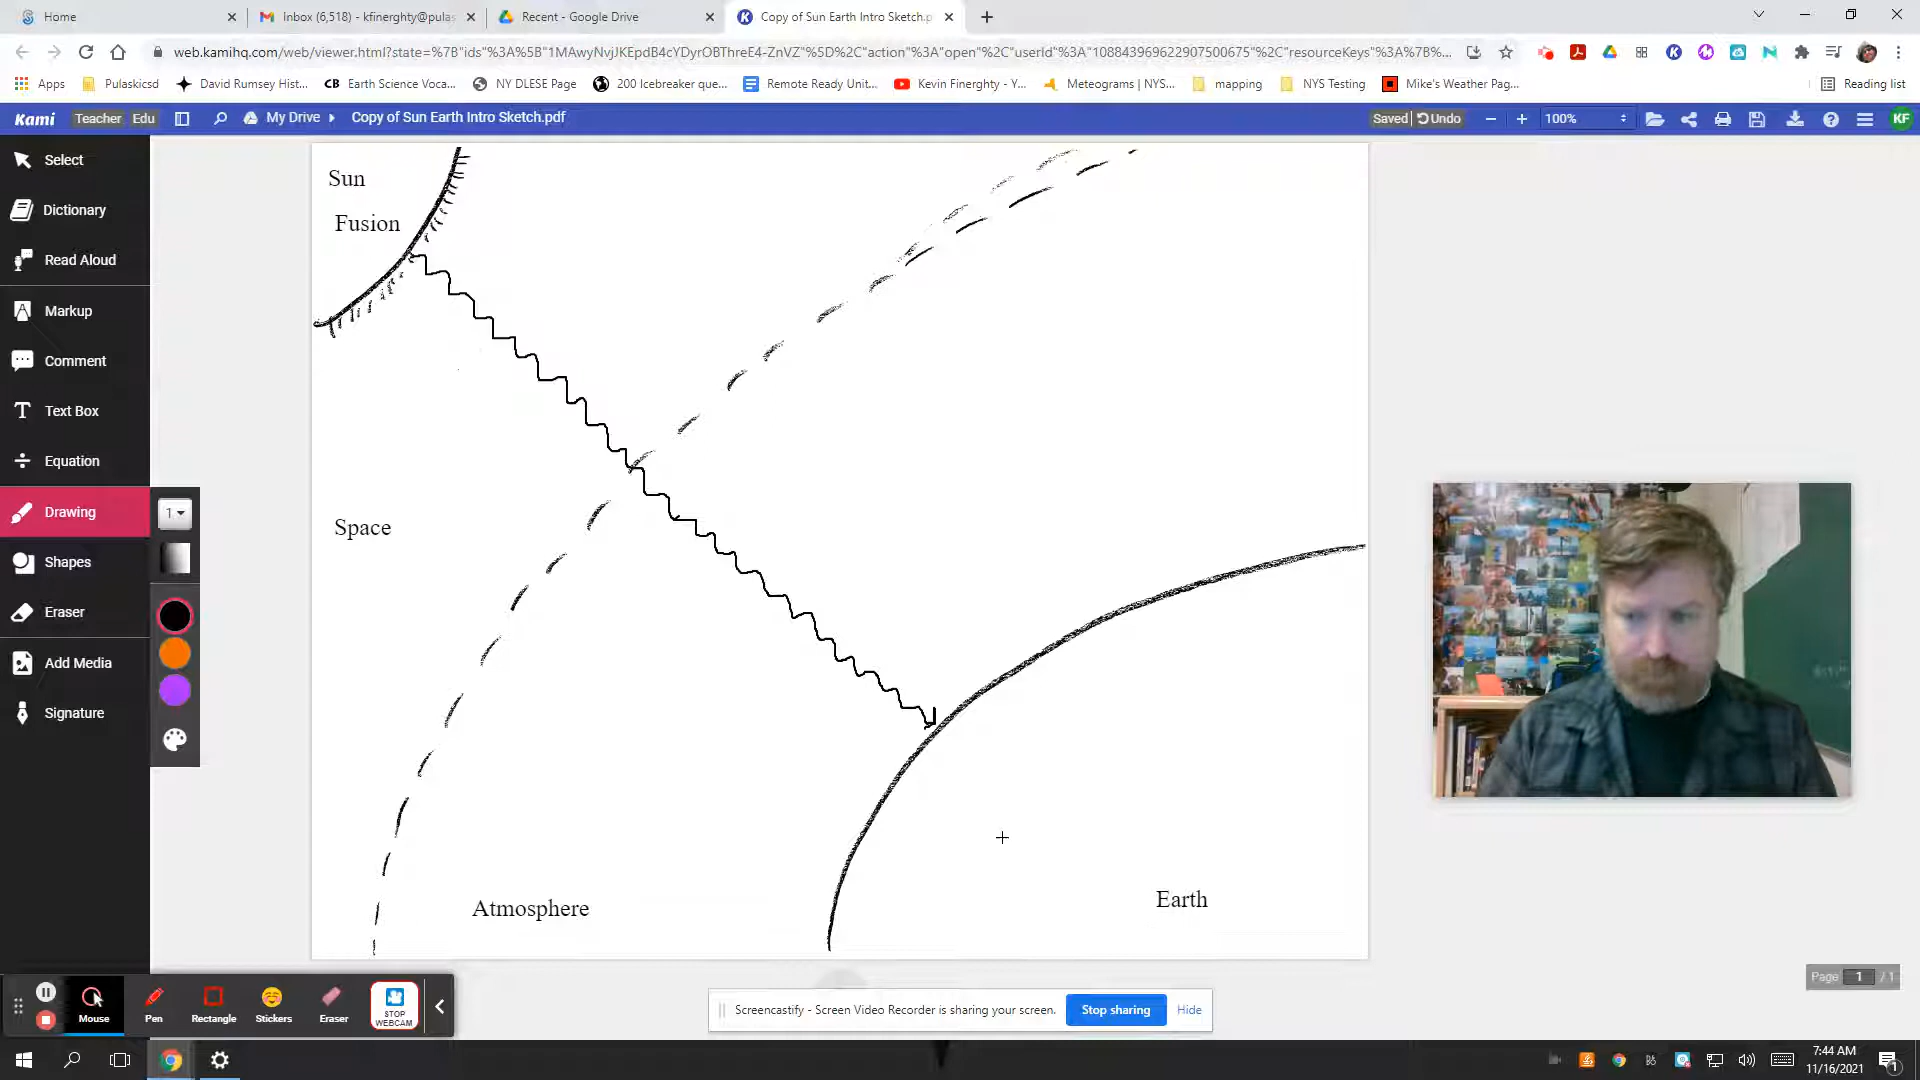 Home
Inbox (6,518) - kfinerghty@pulas
Recent - Google Drive
Copy of Sun Earth Intro Sketch.p
web.kamihq.com/web/viewer.html?state=%7B"ids"%3A%5B"1MAwyNvjJKEpdB4cYDyrOBThreE4-ZnVZ"%5D%2C"action"%3A"open"%2C"userId"%3A"108843969622907500675"%2C"resourceKeys"%3A%7B%...
Apps
Pulaskicsd
David Rumsey Hist...
CB Earth Science Voca...
NY DLESE Page
200 Icebreaker que...
Remote Ready Unit...
Kevin Finerghty - Y...
Meteograms | NYS...
mapping
NYS Testing
Mike's Weather Pag...
Reading list
Kami Teacher Edu My Drive Copy of Sun Earth Intro Sketch.pdf Saved Undo 100% KF
Select
Dictionary
Read Aloud
Markup
Comment
Text Box
Equation
Drawing
1
Shapes
Eraser
Add Media
Signature
Sun
Fusion
Space
Atmosphere
Earth
Page 1 / 1
Mouse
Pen
Rectangle
Stickers
Eraser
STOP
WEBCAM
Screencastify - Screen Video Recorder is sharing your screen. Stop sharing Hide
7:44 AM
11/16/2021
1